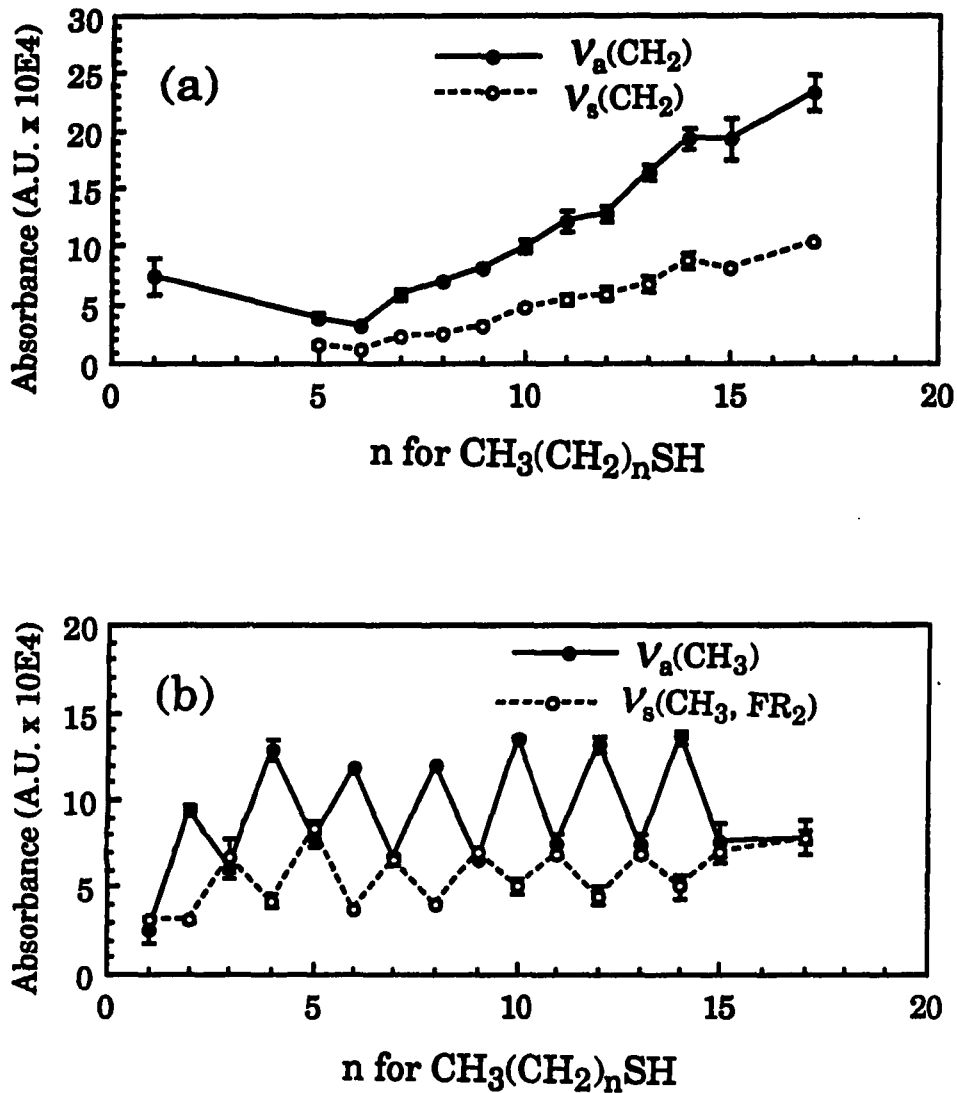 30
25
20
15
10
5
0
Absorbance (A.U. x 10E4)
(a)
Va(CH2)
Vs(CH2)
0 5 10 15 20
n for CH3(CH2)nSH
20
15
10
5
0
Absorbance (A.U. x 10E4)
(b)
Va(CH3)
Vs(CH3, FR2)
0 5 10 15 20
n for CH3(CH2)nSH